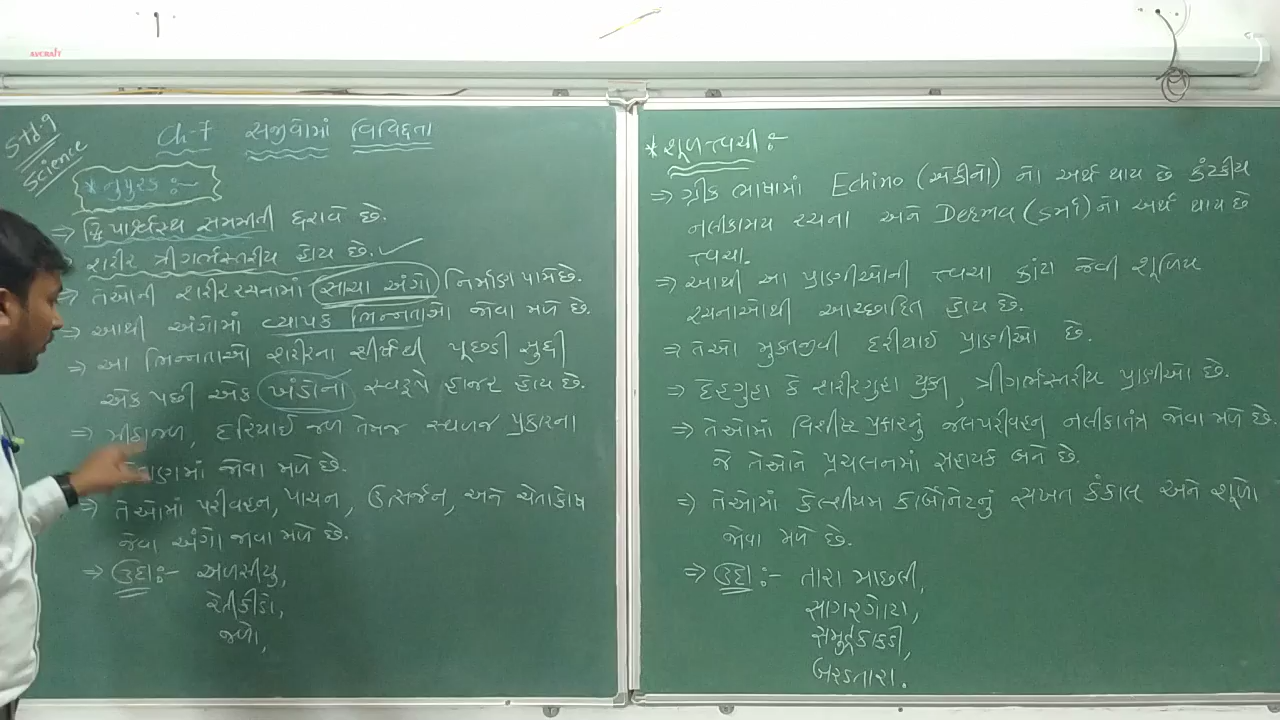 AYCRAFT
Std-9
Science
Ch-7 સજીવોમાં વિવિધતા
* નુપુરક :-
⇒ દ્વિપાર્શ્વસ્થ સમમીતી ધરાવે છે.
⇒ શરીર ત્રીગર્ભસ્તરીય હોય છે. ✓
⇒ તેઓની શરીર રચનામાં સાચા અંગો નિર્માણ પામે છે.
⇒ આથી અંગોમાં વ્યાપક ભિન્નતાઓ જોવા મળે છે.
⇒ આ ભિન્નતાઓ શરીરના શીર્ષથી પૂછડી સુધી
એક પછી એક ખંડોના સ્વરૂપે હાજર હોય છે.
⇒ મીઠાજળ, દરિયાઈ જળ તેમજ સ્થળજ પ્રકારના
માં જોવા મળે છે.
⇒ તેઓમાં પરીવહન, પાચન, ઉત્સર્જન, અને ચેતાકોષ
જેવા અંગો જોવા મળે છે.
⇒ ઉદા :- અળસીયુ,
રેતીકીડો,
જળો,
* શૂળત્વચી :-
⇒ ગ્રીક ભાષામાં Echino (એકીનો) નો અર્થ થાય છે કંટકીય
નલીકામય રચના અને Derma (ડર્મા) નો અર્થ થાય છે
ત્વચા.
⇒ આથી આ પ્રાણીઓની ત્વચા કાંટા જેવી શૂળિય
રચનાઓથી આચ્છાદિત હોય છે.
⇒ તેઓ મુક્તજીવી દરીયાઈ પ્રાણીઓ છે.
⇒ દેહગુહા કે શરીરગુહા યુક્ત, ત્રીગર્ભસ્તરીય પ્રાણીઓ છે.
⇒ તેઓમાં વિશીષ્ટ પ્રકારનું જલપરીવહન નલીકાતંત્ર જોવા મળે છે.
જે તેઓને પ્રચલનમાં સહાયક બને છે.
⇒ તેઓમાં કેલ્શીયમ કાર્બોનેટનું સખત કંકાલ અને શૂળો
જોવા મળે છે.
⇒ ઉદા :- તારા માછલી,
સાગરગોટા,
સમુદ્રકાકડી,
બરડતારા.